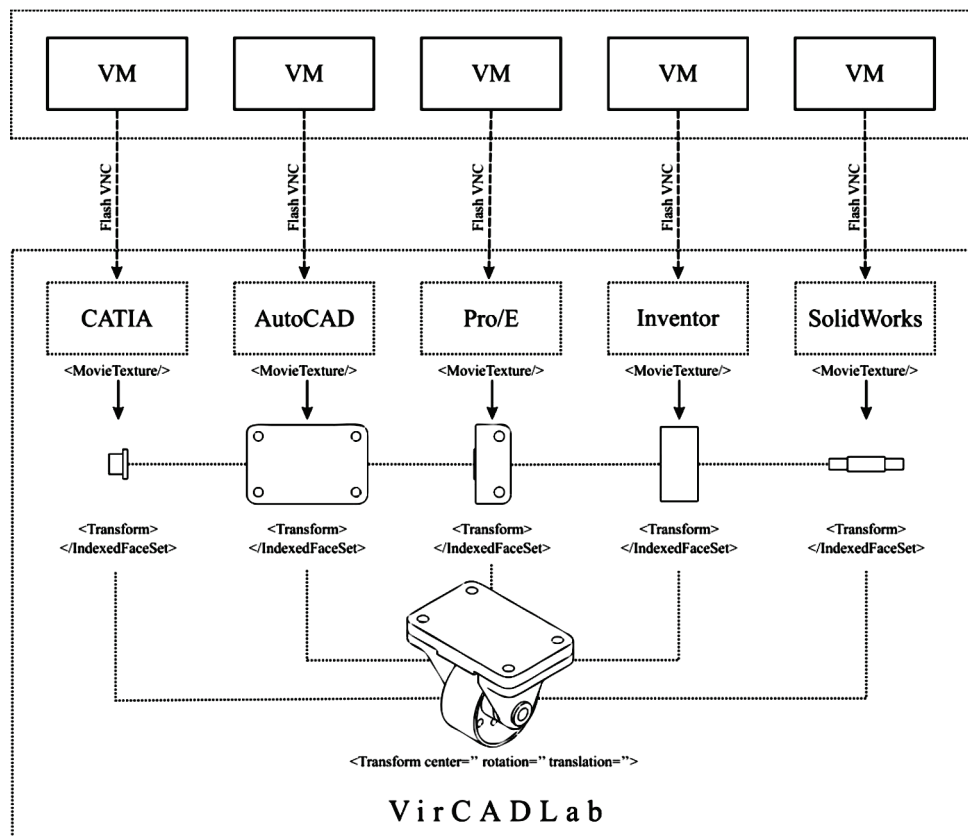 VM VM VM VM VM
Flash VNC Flash VNC Flash VNC Flash VNC Flash VNC
CATIA AutoCAD Pro/E Inventor SolidWorks
<MovieTexture/> <MovieTexture/> <MovieTexture/> <MovieTexture/> <MovieTexture/>
<Transform> <Transform> <Transform> <Transform> <Transform>
</IndexedFaceSet> </IndexedFaceSet> </IndexedFaceSet> </IndexedFaceSet> </IndexedFaceSet>
<Transform center=” rotation=” translation=”>
VirCADLab